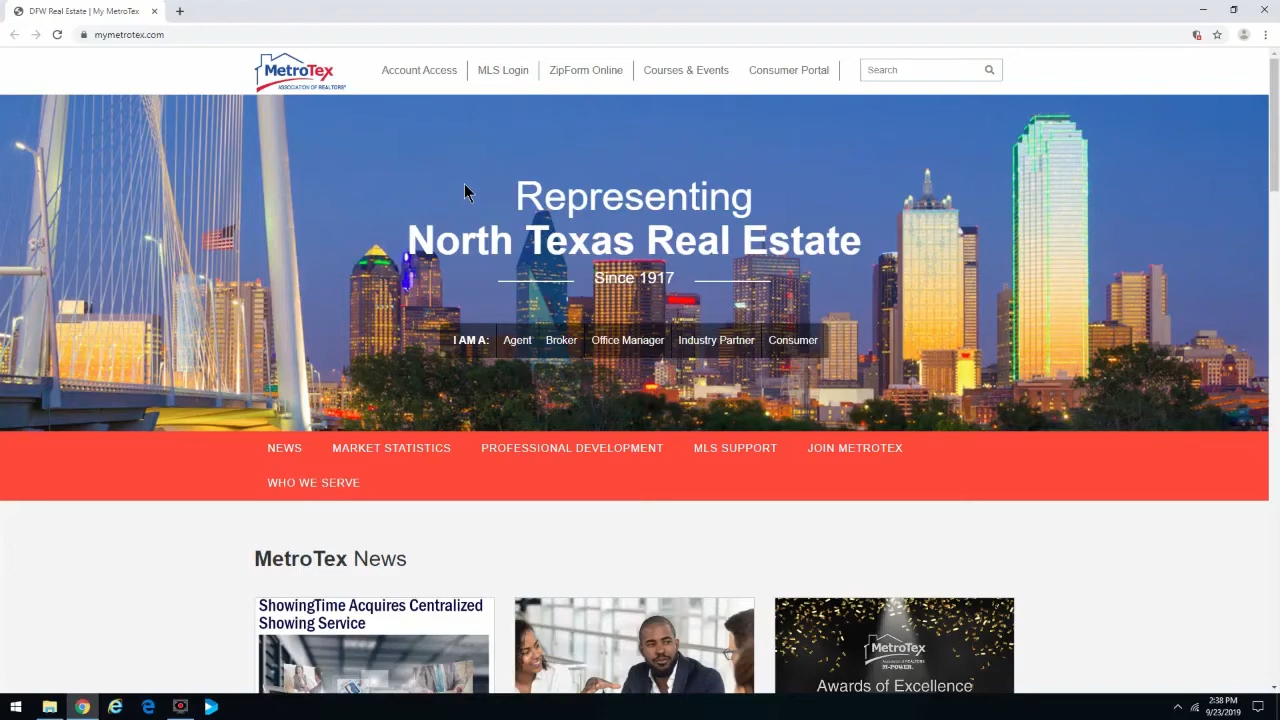 DFW Real Estate | My MetroTex
mymetrotex.com
MetroTex
ASSOCIATION OF REALTORS®
Account Access
MLS Login
ZipForm Online
Courses & Events
Consumer Portal
Search
Representing
North Texas Real Estate
Since 1917
I AM A: Agent Broker Office Manager Industry Partner Consumer
NEWS MARKET STATISTICS PROFESSIONAL DEVELOPMENT MLS SUPPORT JOIN METROTEX
WHO WE SERVE
MetroTex News
ShowingTime Acquires Centralized
Showing Service
MetroTex
M-POWER.
Awards of Excellence
2:38 PM
9/23/2019